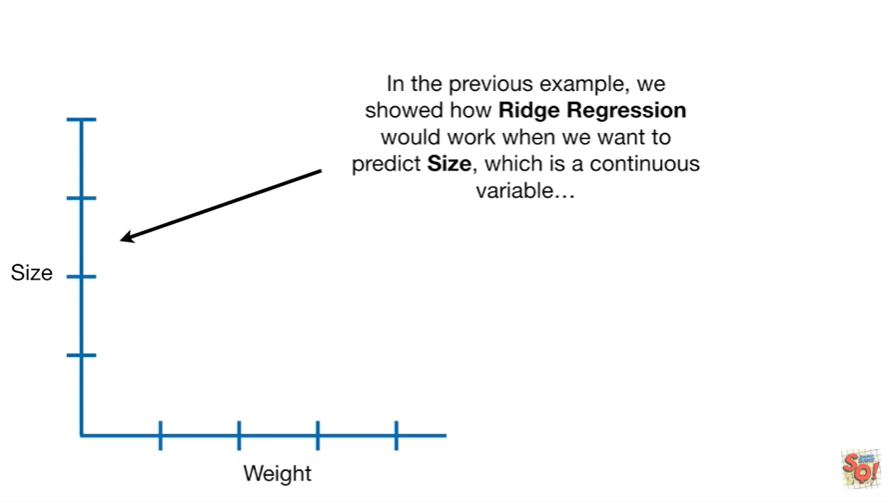 In the previous example, we
showed how Ridge Regression
would work when we want to
predict Size, which is a continuous
variable…
Size
Weight
SQ!